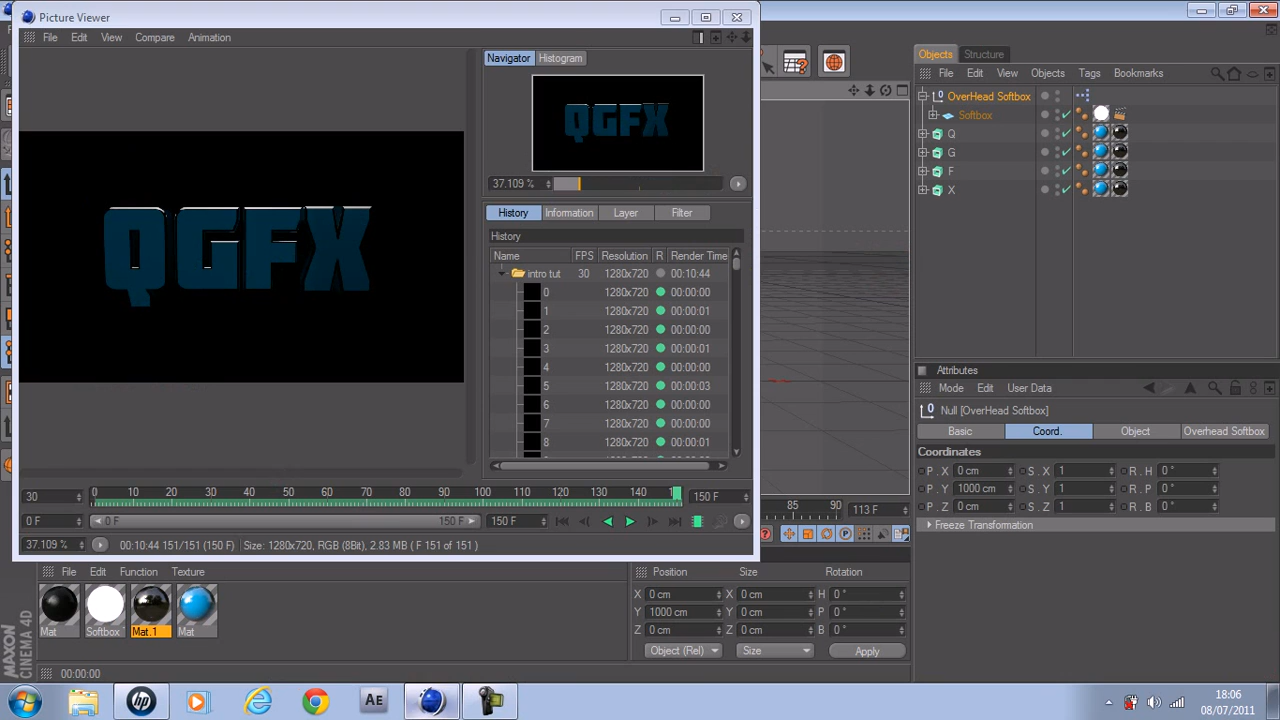 Picture Viewer
File Edit View Compare Animation
Navigator Histogram
QGFX
37.109 %
QGFX
History Information Layer Filter
History
Name FPS Resolution R Render Time
intro tut 30 1280x720 00:10:44
0 1280x720 00:00:00
1 1280x720 00:00:01
2 1280x720 00:00:00
3 1280x720 00:00:01
4 1280x720 00:00:00
5 1280x720 00:00:03
6 1280x720 00:00:00
7 1280x720 00:00:00
8 1280x720 00:00:01
30 0 10 20 30 40 50 60 70 80 90 100 110 120 130 140 150 F
0 F 0 F 150 F 150 F
37.109 % 00:10:44 151/151 (150 F) Size: 1280x720, RGB (8Bit), 2.83 MB ( F 151 of 151 )
85 90 113 F
Objects Structure
File Edit View Objects Tags Bookmarks
OverHead Softbox
Softbox
Q
G
F
X
Attributes
Mode Edit User Data
Null [OverHead Softbox]
Basic Coord. Object Overhead Softbox
Coordinates
P . X 0 cm S . X 1 R . H 0 °
P . Y 1000 cm S . Y 1 R . P 0 °
P . Z 0 cm S . Z 1 R . B 0 °
Freeze Transformation
File Edit Function Texture
Mat Softbox Mat.1 Mat
Position Size Rotation
X 0 cm X 0 cm H 0 °
Y 1000 cm Y 0 cm P 0 °
Z 0 cm Z 0 cm B 0 °
Object (Rel) Size Apply
MAXON
CINEMA 4D
00:00:00
hp AE
18:06
08/07/2011